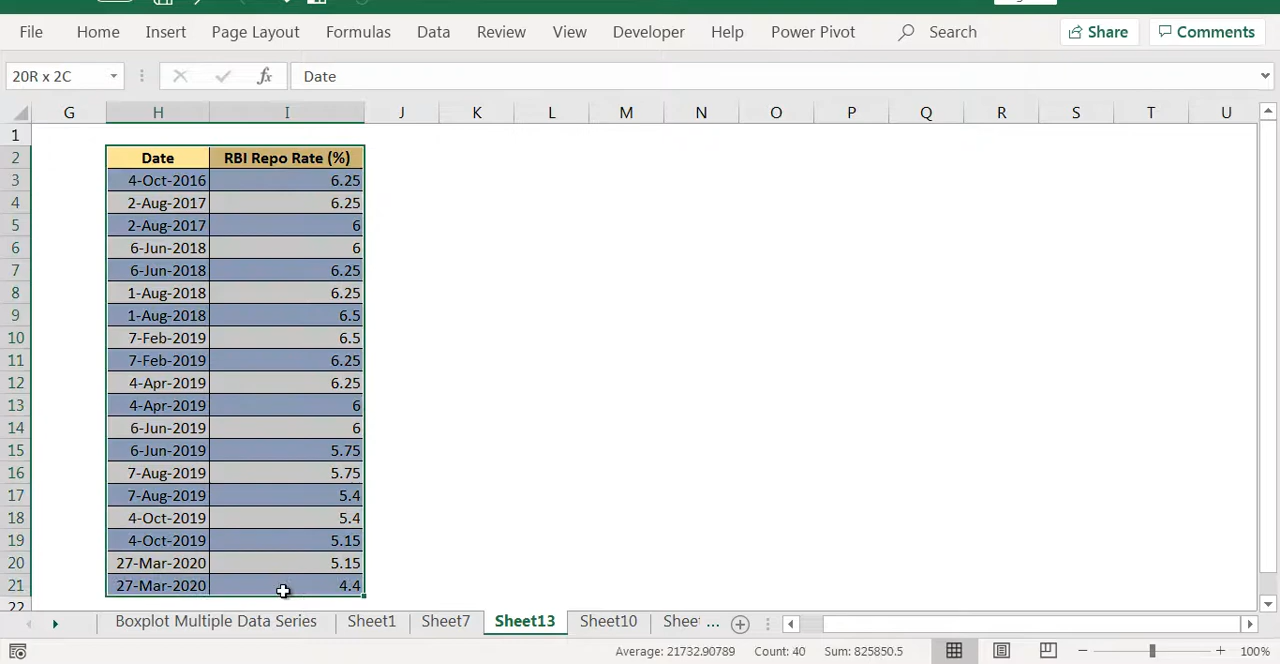 File Home Insert Page Layout Formulas Data Review View Developer Help Power Pivot Search Share Comments
20R x 2C fx Date
G H I J K L M N O P Q R S T U
1
2 Date RBI Repo Rate (%)
3 4-Oct-2016 6.25
4 2-Aug-2017 6.25
5 2-Aug-2017 6
6 6-Jun-2018 6
7 6-Jun-2018 6.25
8 1-Aug-2018 6.25
9 1-Aug-2018 6.5
10 7-Feb-2019 6.5
11 7-Feb-2019 6.25
12 4-Apr-2019 6.25
13 4-Apr-2019 6
14 6-Jun-2019 6
15 6-Jun-2019 5.75
16 7-Aug-2019 5.75
17 7-Aug-2019 5.4
18 4-Oct-2019 5.4
19 4-Oct-2019 5.15
20 27-Mar-2020 5.15
21 27-Mar-2020 4.4
22
Boxplot Multiple Data Series Sheet1 Sheet7 Sheet13 Sheet10 Shee ...
Average: 21732.90789 Count: 40 Sum: 825850.5 100%